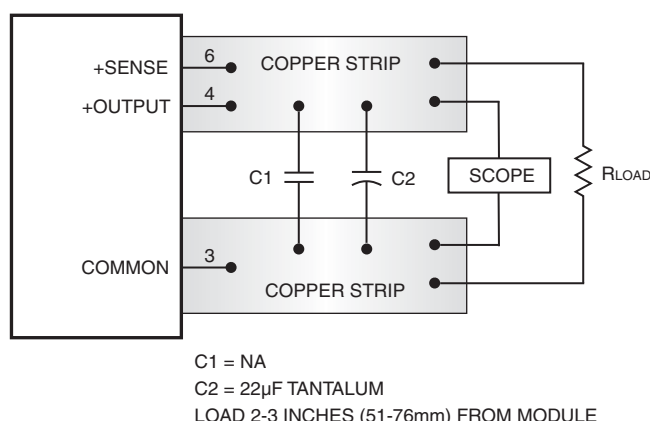 +SENSE
6
COPPER STRIP
+OUTPUT
4
C1
C2
SCOPE
RLOAD
COMMON
3
COPPER STRIP
C1 = NA
C2 = 22µF TANTALUM
LOAD 2-3 INCHES (51-76mm) FROM MODULE